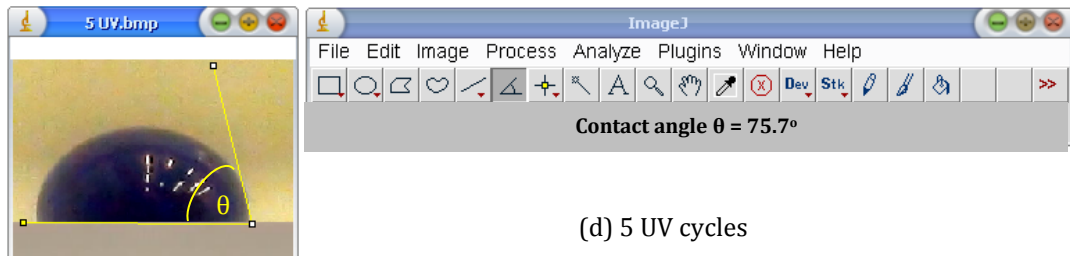 5 UV.bmp
ImageJ
File Edit Image Process Analyze Plugins Window Help
A Dev Stk >>
Contact angle θ = 75.7º
θ
(d) 5 UV cycles